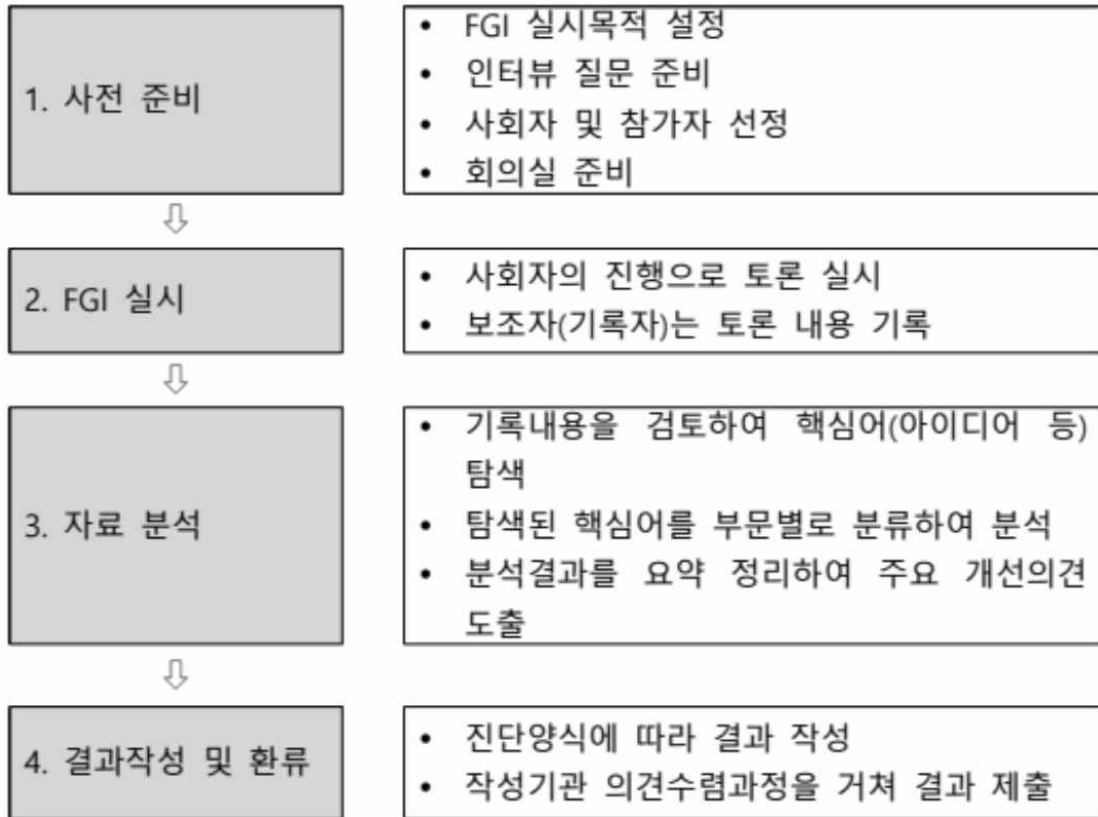 1. 사전 준비
• FGI 실시목적 설정
• 인터뷰 질문 준비
• 사회자 및 참가자 선정
• 회의실 준비
2. FGI 실시
• 사회자의 진행으로 토론 실시
• 보조자(기록자)는 토론 내용 기록
3. 자료 분석
• 기록내용을 검토하여 핵심어(아이디어 등)
탐색
• 탐색된 핵심어를 부문별로 분류하여 분석
• 분석결과를 요약 정리하여 주요 개선의견
도출
4. 결과작성 및 환류
• 진단양식에 따라 결과 작성
• 작성기관 의견수렴과정을 거쳐 결과 제출